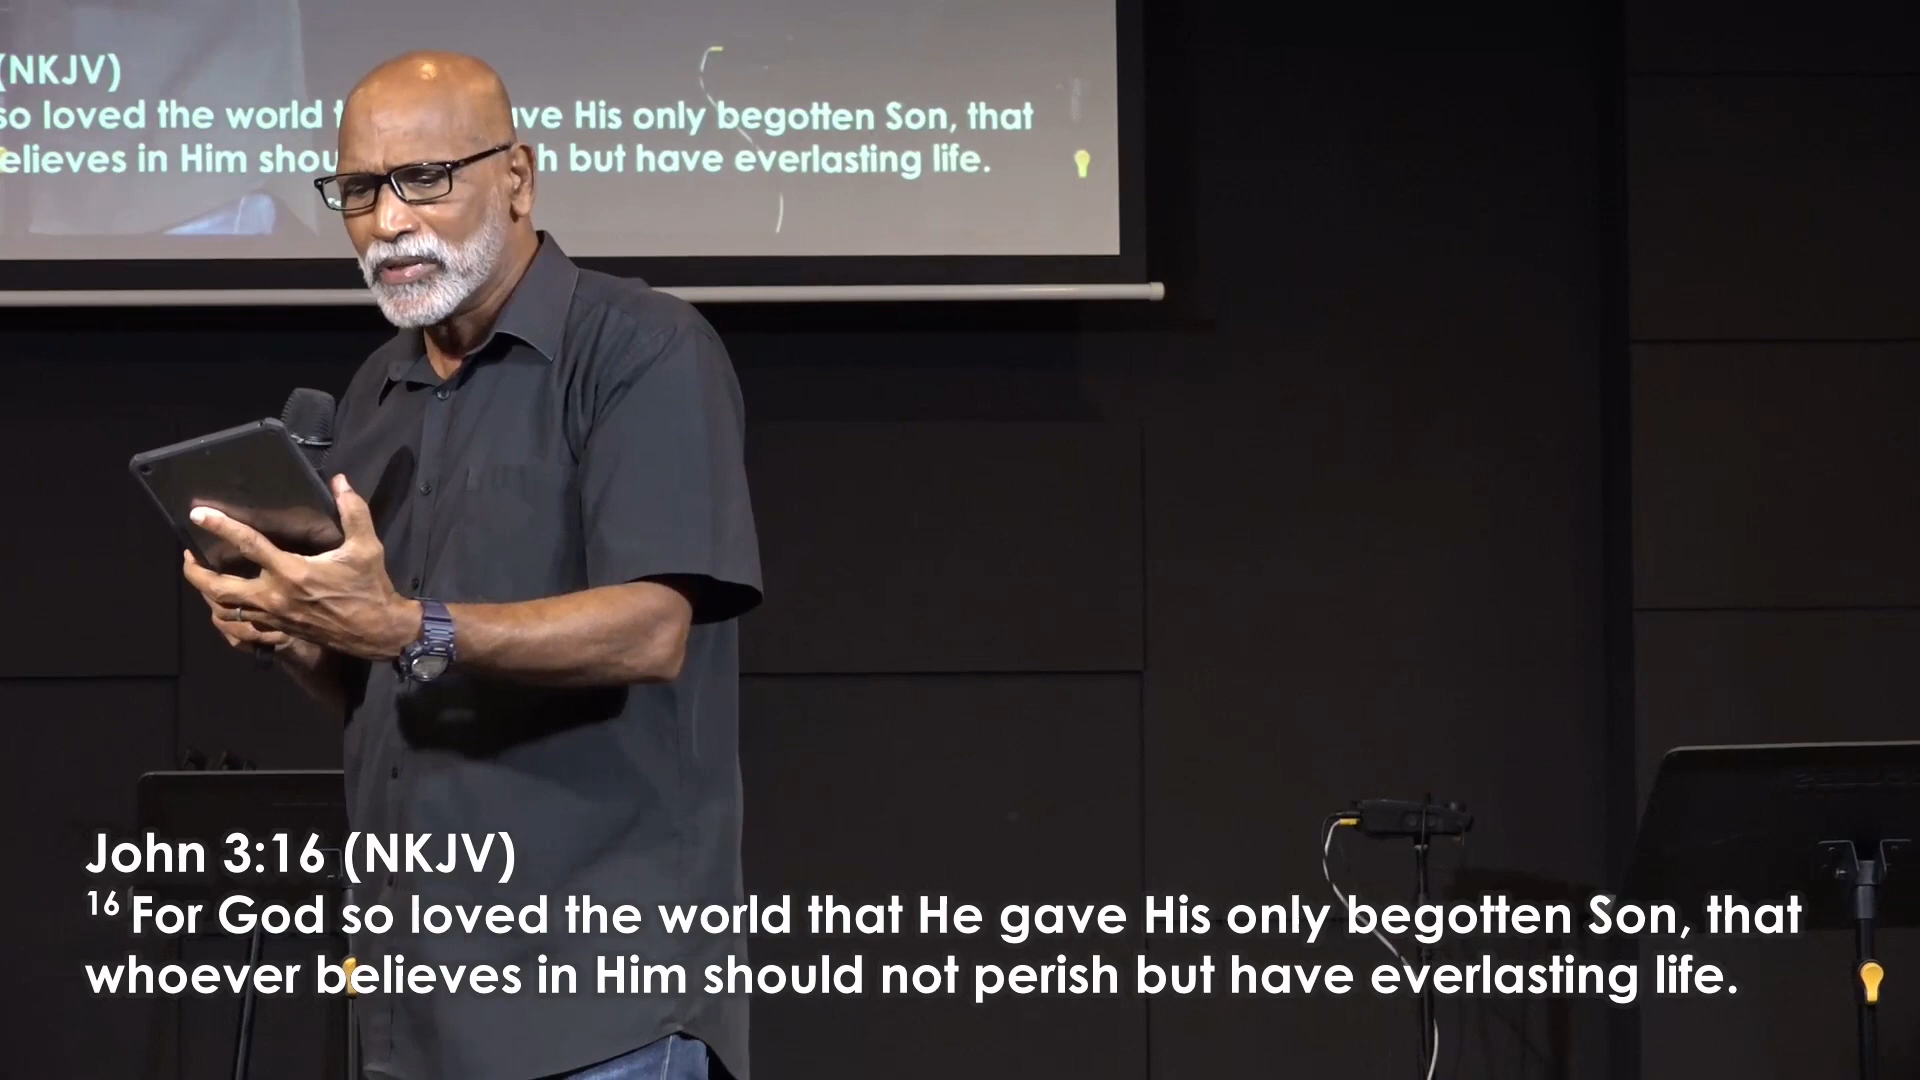 (NKJV)
so loved the world ave His only begotten Son, that
elieves in Him shou h but have everlasting life.
John 3:16 (NKJV)
16 For God so loved the world that He gave His only begotten Son, that
whoever believes in Him should not perish but have everlasting life.